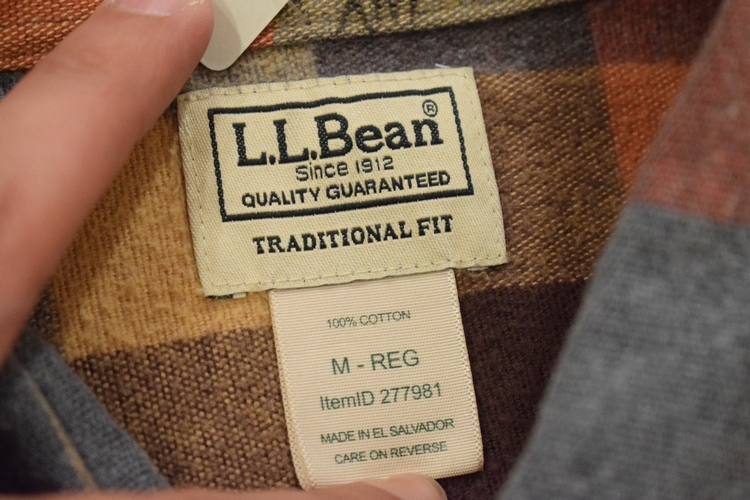 L.L.Bean®
Since 1912
QUALITY GUARANTEED
TRADITIONAL FIT
100% COTTON
M - REG
ItemID 277981
MADE IN EL SALVADOR
CARE ON REVERSE